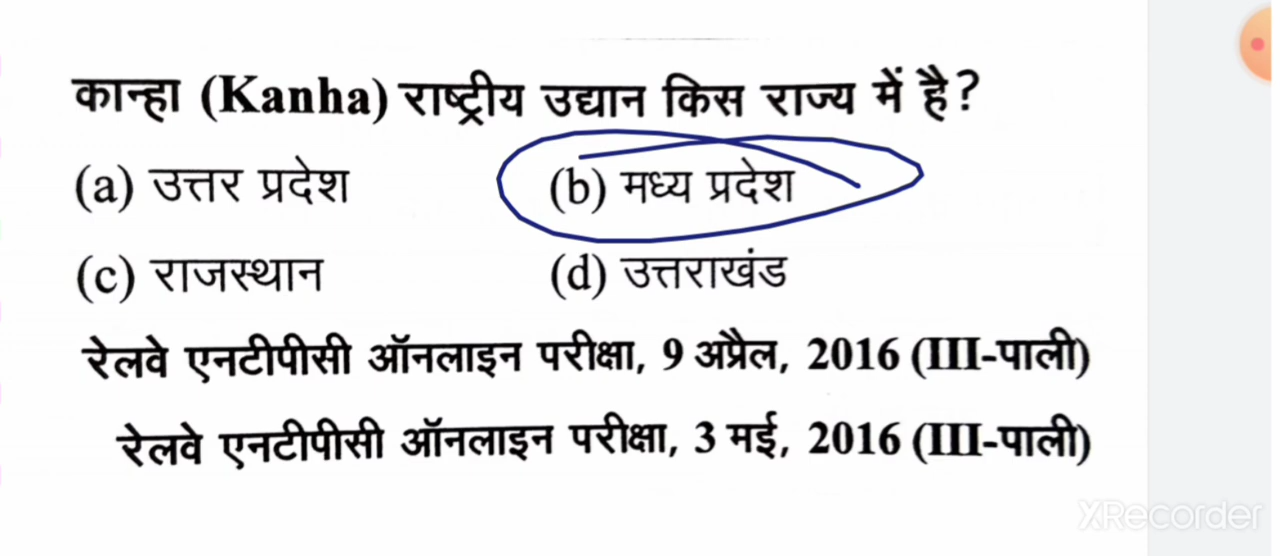 कान्हा (Kanha) राष्ट्रीय उद्यान किस राज्य में है?
(a) उत्तर प्रदेश (b) मध्य प्रदेश
(c) राजस्थान (d) उत्तराखंड
रेलवे एनटीपीसी ऑनलाइन परीक्षा, 9 अप्रैल, 2016 (III-पाली)
रेलवे एनटीपीसी ऑनलाइन परीक्षा, 3 मई, 2016 (III-पाली)
XRecorder